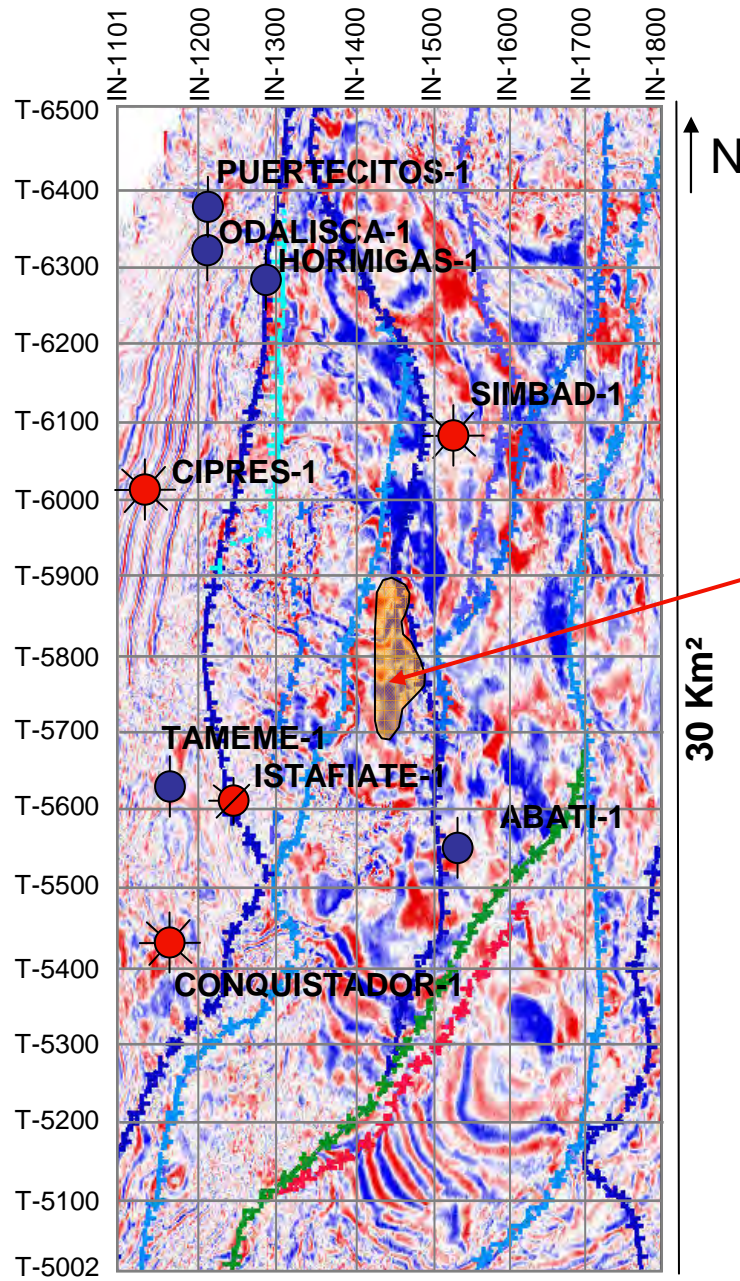 IN-1101
IN-1200
IN-1300
IN-1400
IN-1500
IN-1600
IN-1700
IN-1800
T-6500
N
PUERTECITOS-1
T-6400
ODALISCA-1
HORMIGAS-1
T-6300
T-6200
SIMBAD-1
T-6100
CIPRES-1
T-6000
T-5900
T-5800
30 Km²
T-5700
TAMEME-1
ISTAFIATE-1
T-5600
ABATI-1
T-5500
T-5400
CONQUISTADOR-1
T-5300
T-5200
T-5100
T-5002